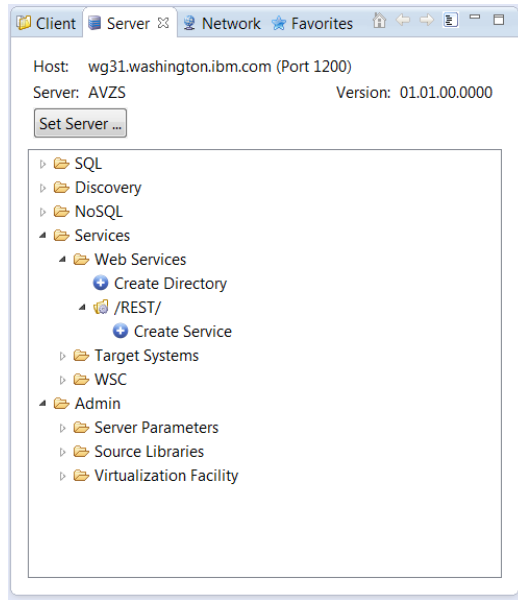 Client Server Network Favorites
Host: wg31.washington.ibm.com (Port 1200)
Server: AVZS Version: 01.01.00.0000
Set Server ...
SQL
Discovery
NoSQL
Services
Web Services
Create Directory
/REST/
Create Service
Target Systems
WSC
Admin
Server Parameters
Source Libraries
Virtualization Facility